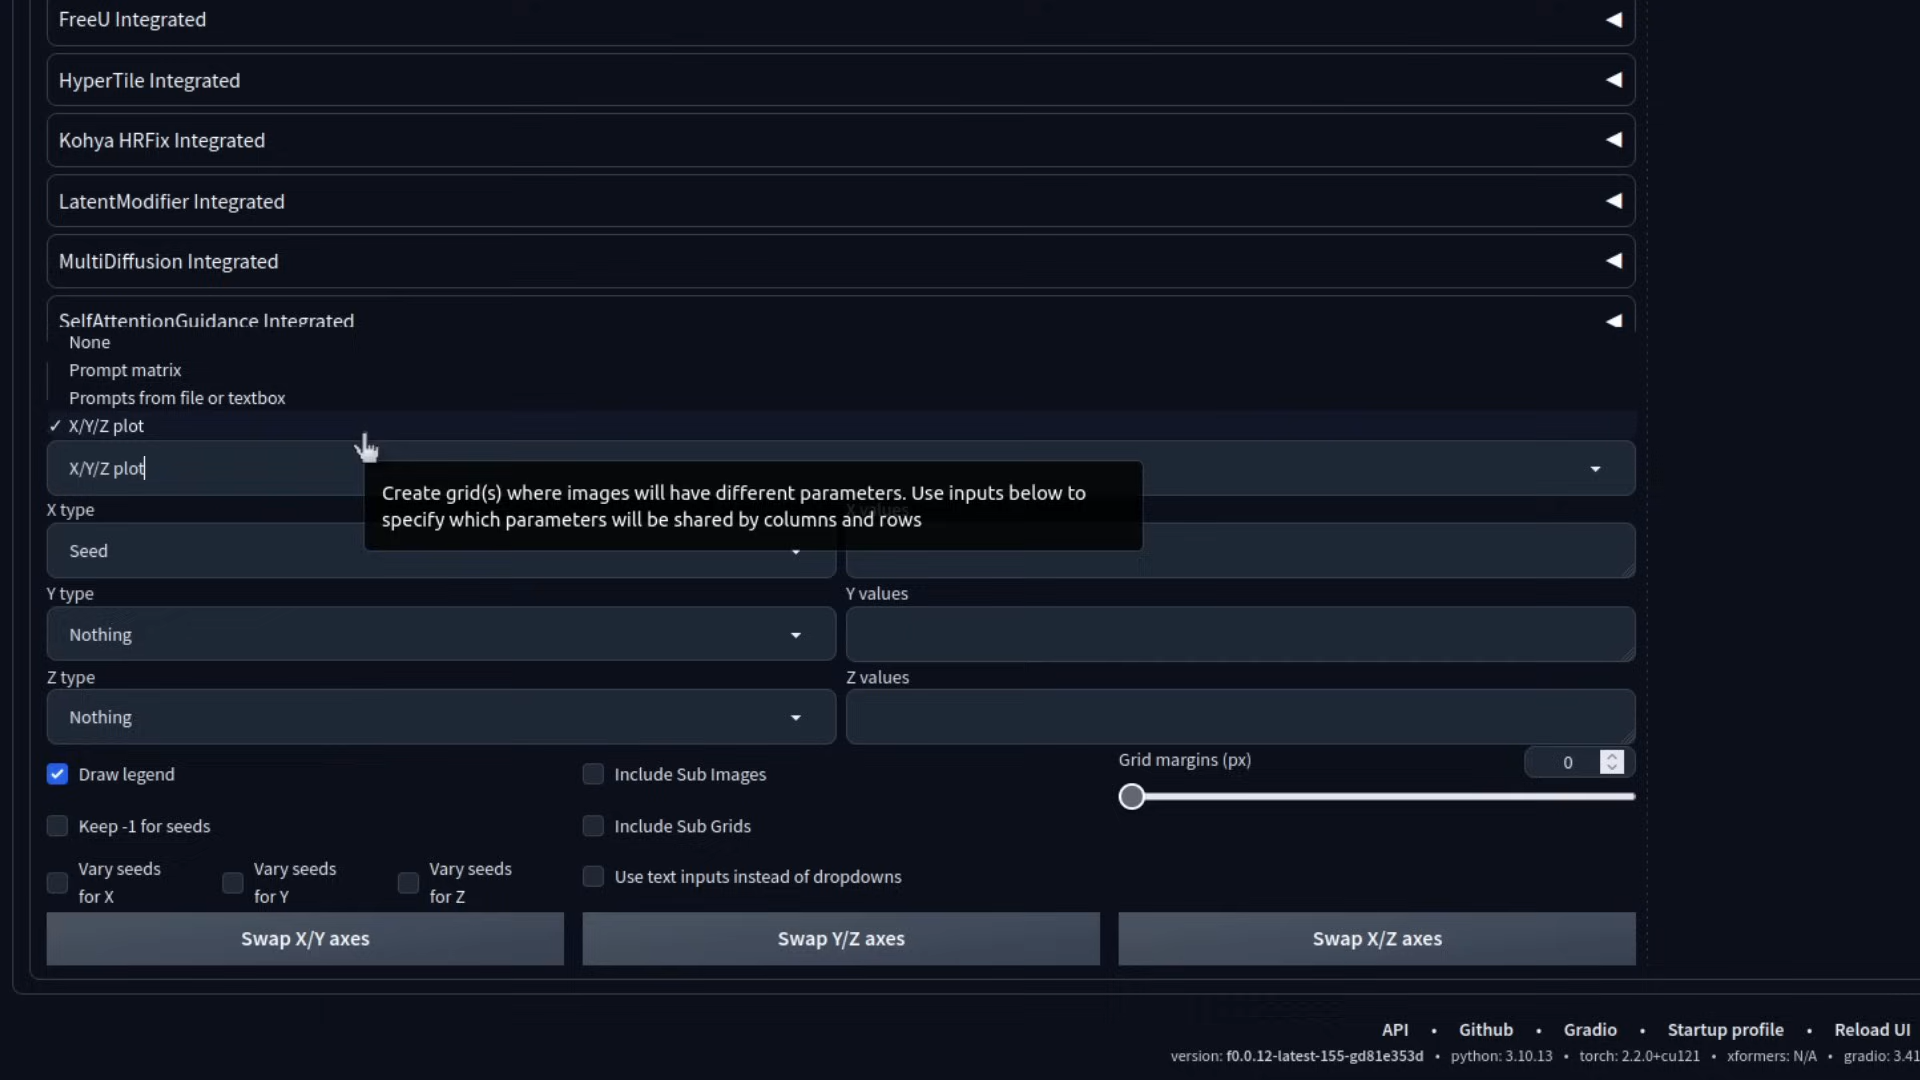 FreeU Integrated
HyperTile Integrated
Kohya HRFix Integrated
LatentModifier Integrated
MultiDiffusion Integrated
SelfAttentionGuidance Integrated
None
Prompt matrix
Prompts from file or textbox
✓ X/Y/Z plot
X/Y/Z plot
Create grid(s) where images will have different parameters. Use inputs below to
specify which parameters will be shared by columns and rows
X type
X values
Seed
Y type
Y values
Nothing
Z type
Z values
Nothing
Draw legend
Include Sub Images
Grid margins (px)
0
Keep -1 for seeds
Include Sub Grids
Vary seeds
for X
Vary seeds
for Y
Vary seeds
for Z
Use text inputs instead of dropdowns
Swap X/Y axes
Swap Y/Z axes
Swap X/Z axes
API • Github • Gradio • Startup profile • Reload UI
version: f0.0.12-latest-155-gd81e353d • python: 3.10.13 • torch: 2.2.0+cu121 • xformers: N/A • gradio: 3.41